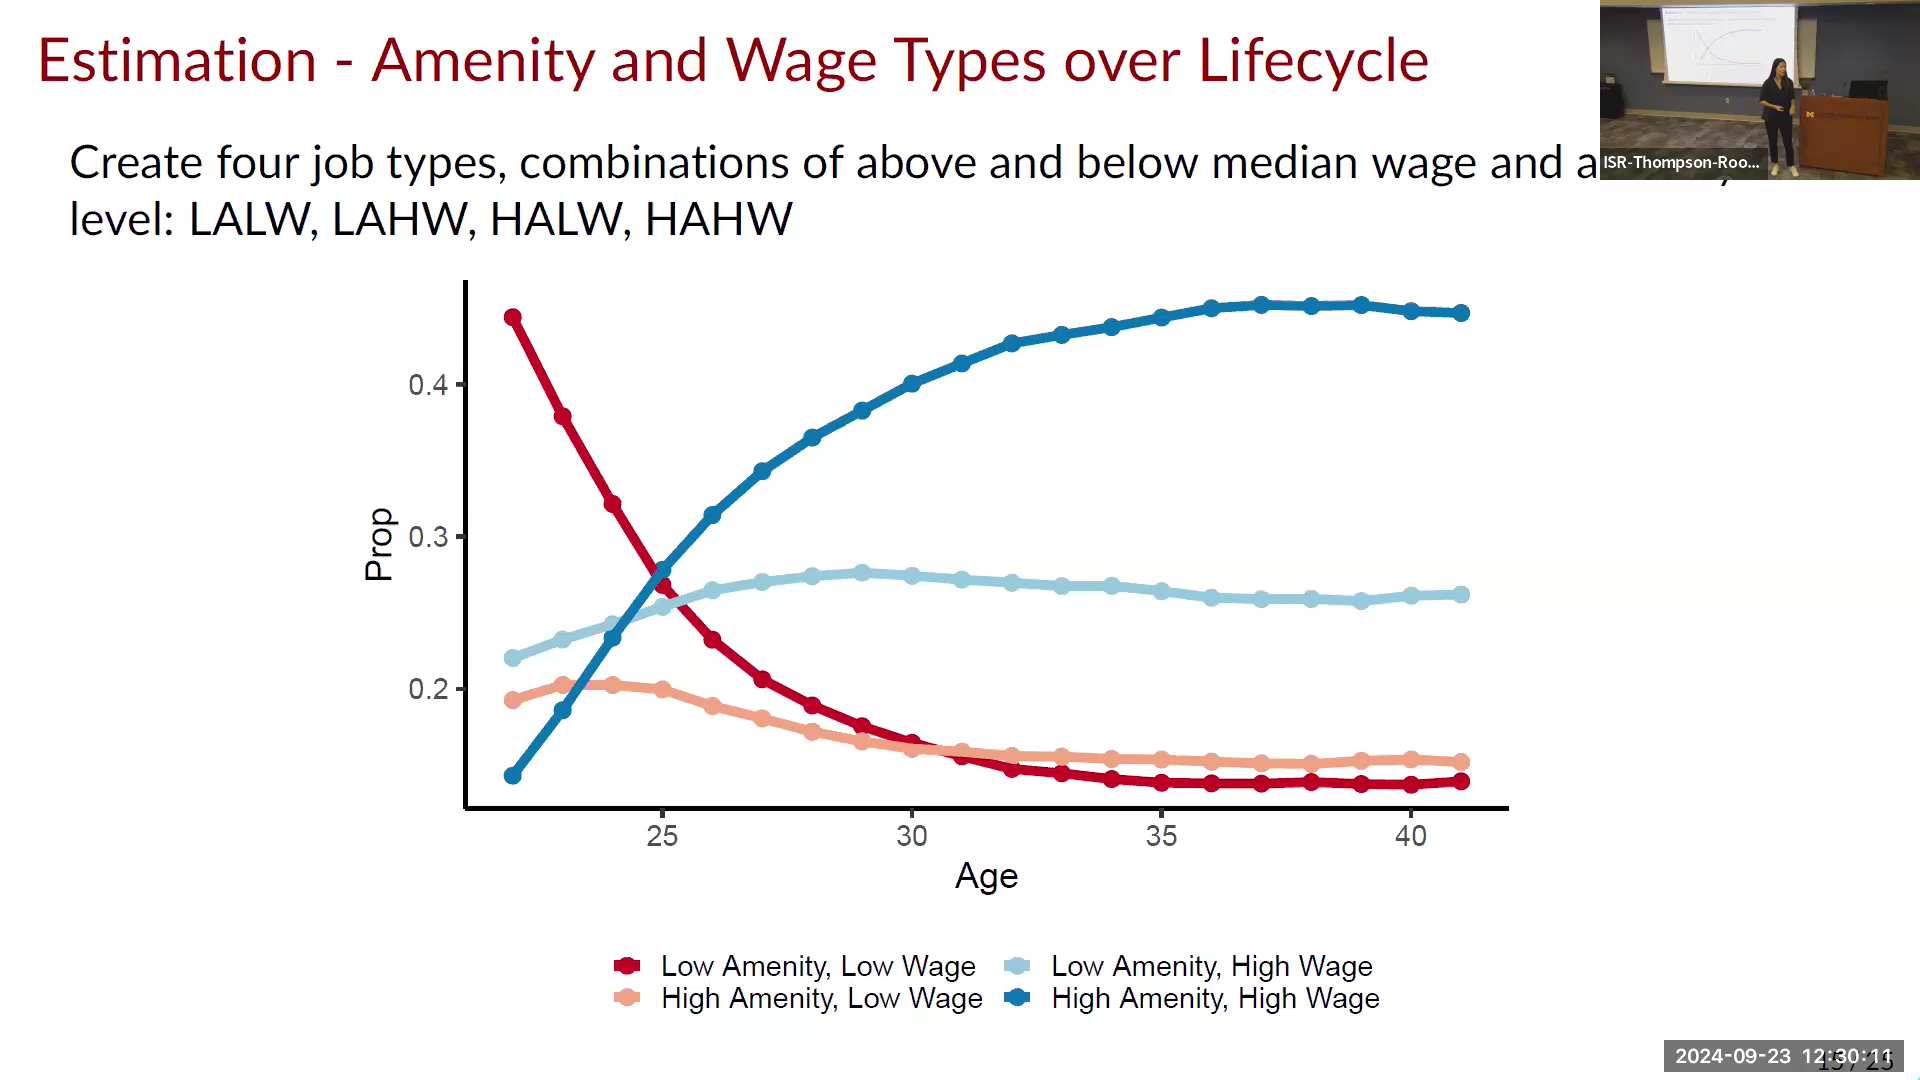 Estimation - Amenity and Wage Types over Lifecycle
Create four job types, combinations of above and below median wage and
level: LALW, LAHW, HALW, HAHW
ISR-Thompson-Roo...
Prop
0.4
0.3
0.2
25 30 35 40
Age
Low Amenity, Low Wage Low Amenity, High Wage
High Amenity, Low Wage High Amenity, High Wage
2024-09-23 12:30:11